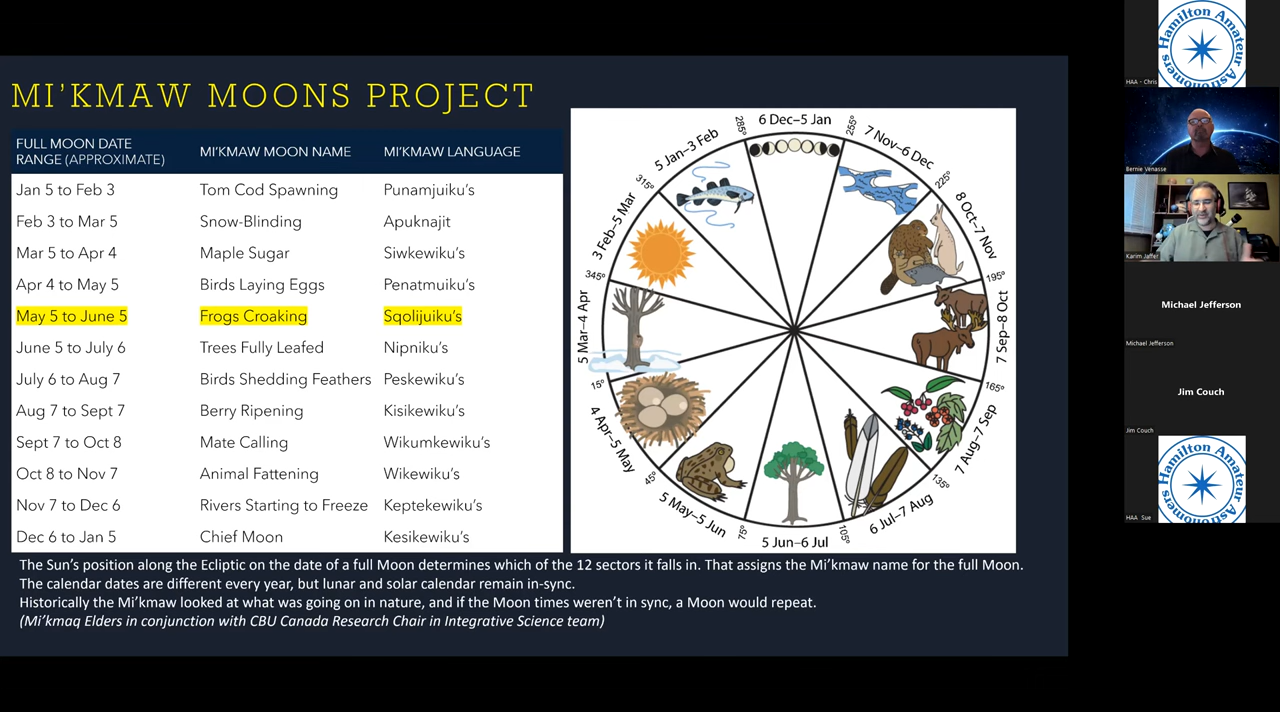 MI'KMAW MOONS PROJECT
FULL MOON DATE RANGE (APPROXIMATE) MI'KMAW MOON NAME MI'KMAW LANGUAGE
Jan 5 to Feb 3 Tom Cod Spawning Punamjuiku's
Feb 3 to Mar 5 Snow-Blinding Apuknajit
Mar 5 to Apr 4 Maple Sugar Siwkewiku's
Apr 4 to May 5 Birds Laying Eggs Penatmuiku's
May 5 to June 5 Frogs Croaking Sqolijuiku's
June 5 to July 6 Trees Fully Leafed Nipniku's
July 6 to Aug 7 Birds Shedding Feathers Peskewiku's
Aug 7 to Sept 7 Berry Ripening Kisikewiku's
Sept 7 to Oct 8 Mate Calling Wikumkewiku's
Oct 8 to Nov 7 Animal Fattening Wikewiku's
Nov 7 to Dec 6 Rivers Starting to Freeze Keptekewiku's
Dec 6 to Jan 5 Chief Moon Kesikewiku's
6 Dec–5 Jan
255°
7 Nov–6 Dec
225°
8 Oct–7 Nov
195°
7 Sep–8 Oct
165°
7 Aug–7 Sep
135°
6 Jul–7 Aug
105°
5 Jun–6 Jul
75°
5 May–5 Jun
45°
4 Apr–5 May
15°
5 Mar–4 Apr
345°
3 Feb–5 Mar
315°
5 Jan–3 Feb
285°
The Sun's position along the Ecliptic on the date of a full Moon determines which of the 12 sectors it falls in. That assigns the Mi'kmaw name for the full Moon.
The calendar dates are different every year, but lunar and solar calendar remain in-sync.
Historically the Mi'kmaw looked at what was going on in nature, and if the Moon times weren't in sync, a Moon would repeat.
(Mi'kmaq Elders in conjunction with CBU Canada Research Chair in Integrative Science team)
Hamilton Amateur Astronomers
HAA - Chris
Bernie Venasse
Karim Jaffer
Michael Jefferson
Michael Jefferson
Jim Couch
Jim Couch
Hamilton Amateur Astronomers
HAA Sue